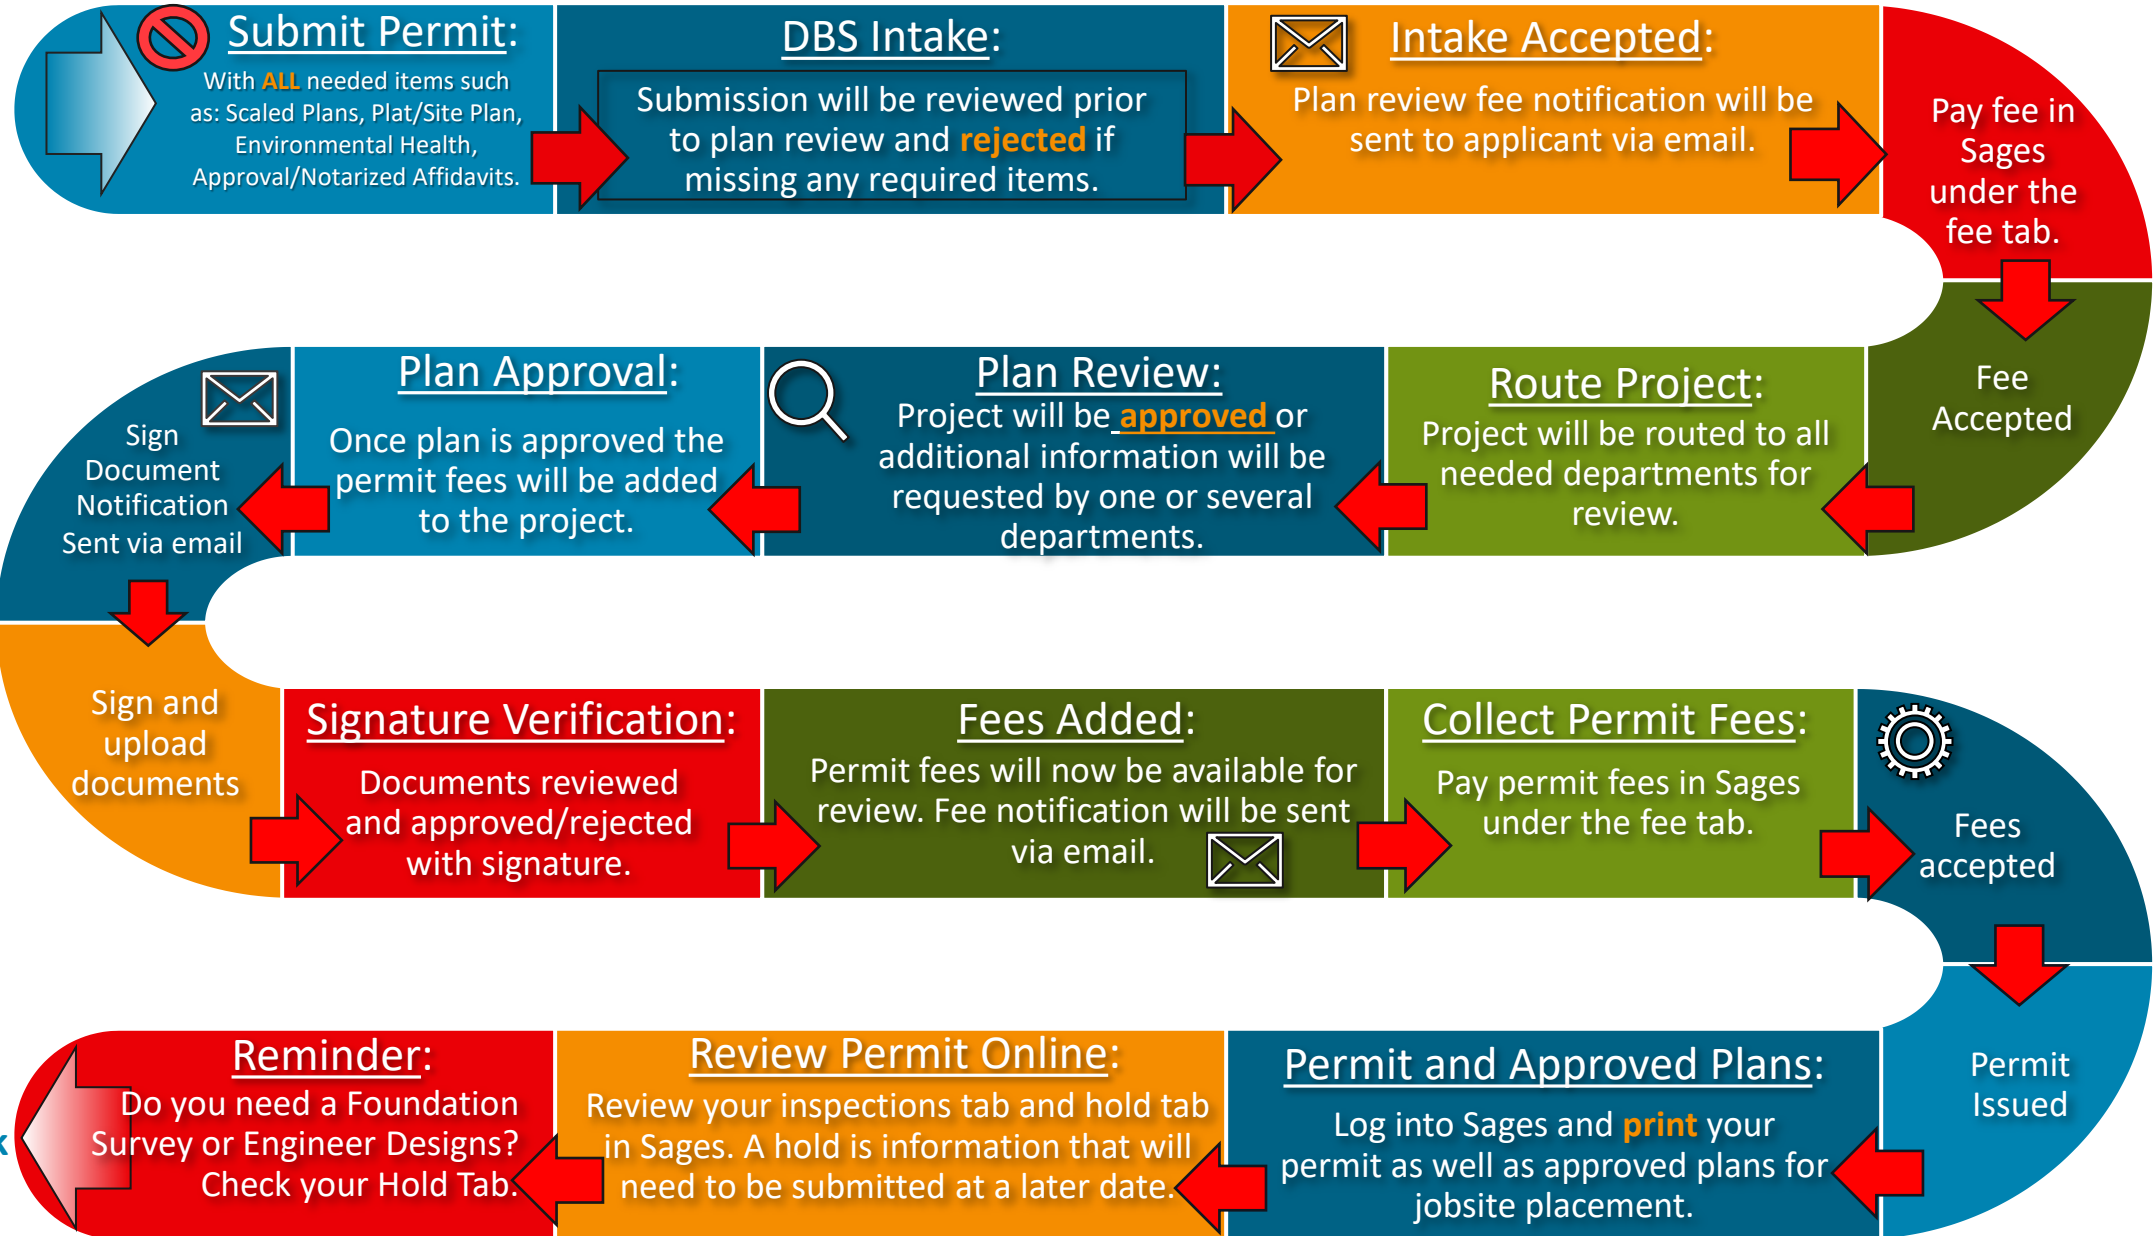 Submit Permit:
With ALL needed items such
as: Scaled Plans, Plat/Site Plan,
Environmental Health,
Approval/Notarized Affidavits.
DBS Intake:
Submission will be reviewed prior
to plan review and rejected if
missing any required items.
Intake Accepted:
Plan review fee notification will be
sent to applicant via email.
Pay fee in
Sages
under the
fee tab.
Fee
Accepted
Route Project:
Project will be routed to all
needed departments for
review.
Plan Review:
Project will be approved or
additional information will be
requested by one or several
departments.
Plan Approval:
Once plan is approved the
permit fees will be added
to the project.
Sign
Document
Notification
Sent via email
Sign and
upload
documents
Signature Verification:
Documents reviewed
and approved/rejected
with signature.
Fees Added:
Permit fees will now be available for
review. Fee notification will be sent
via email.
Collect Permit Fees:
Pay permit fees in Sages
under the fee tab.
Fees
accepted
Permit
Issued
Permit and Approved Plans:
Log into Sages and print your
permit as well as approved plans for
jobsite placement.
Review Permit Online:
Review your inspections tab and hold tab
in Sages. A hold is information that will
need to be submitted at a later date.
Reminder:
Do you need a Foundation
Survey or Engineer Designs?
Check your Hold Tab.